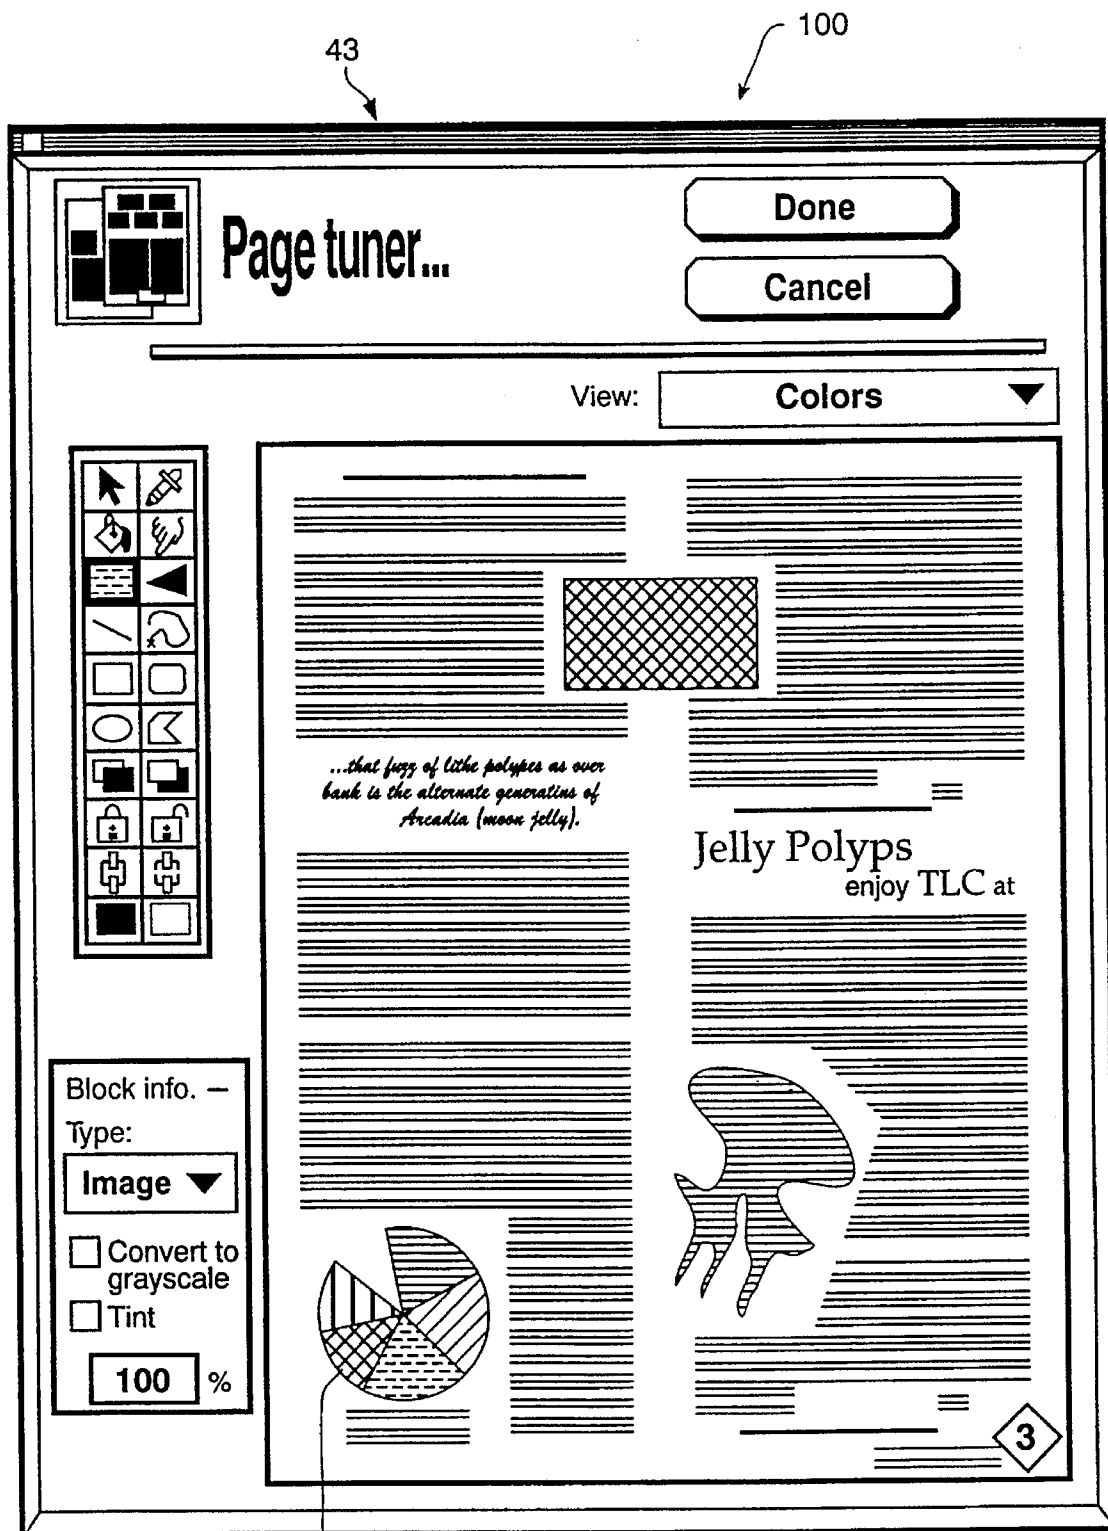 100
43
Page tuner...
Done
Cancel
View:
Colors
...that fuzz of lithe polypes as over
bank is the alternate generatins of
Arcadia (moon jelly).
Jelly Polyps
enjoy TLC at
Block info. –
Type:
Image
Convert to
grayscale
Tint
100 %
3